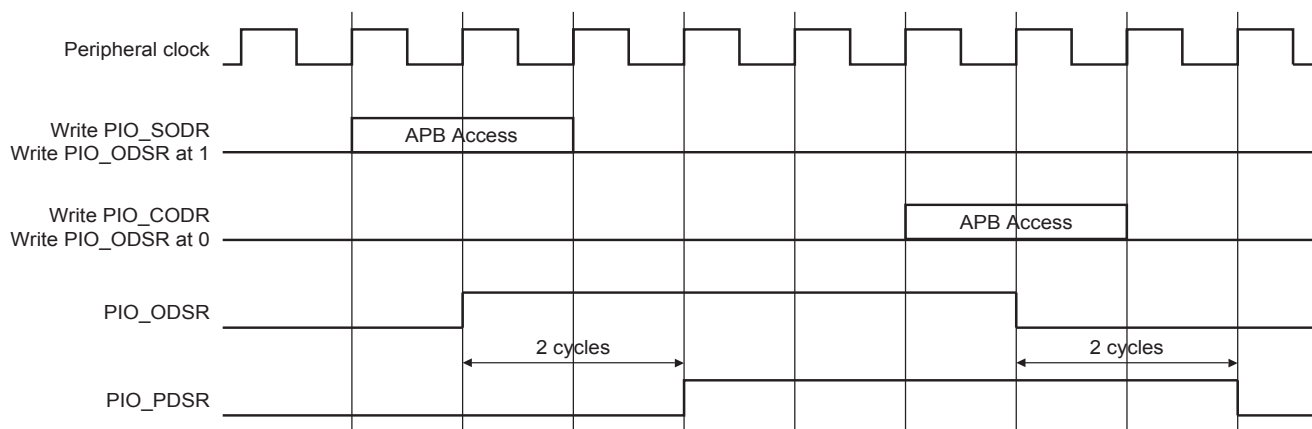 Peripheral clock
Write PIO_SODR
Write PIO_ODSR at 1
APB Access
Write PIO_CODR
Write PIO_ODSR at 0
APB Access
PIO_ODSR
2 cycles
2 cycles
PIO_PDSR